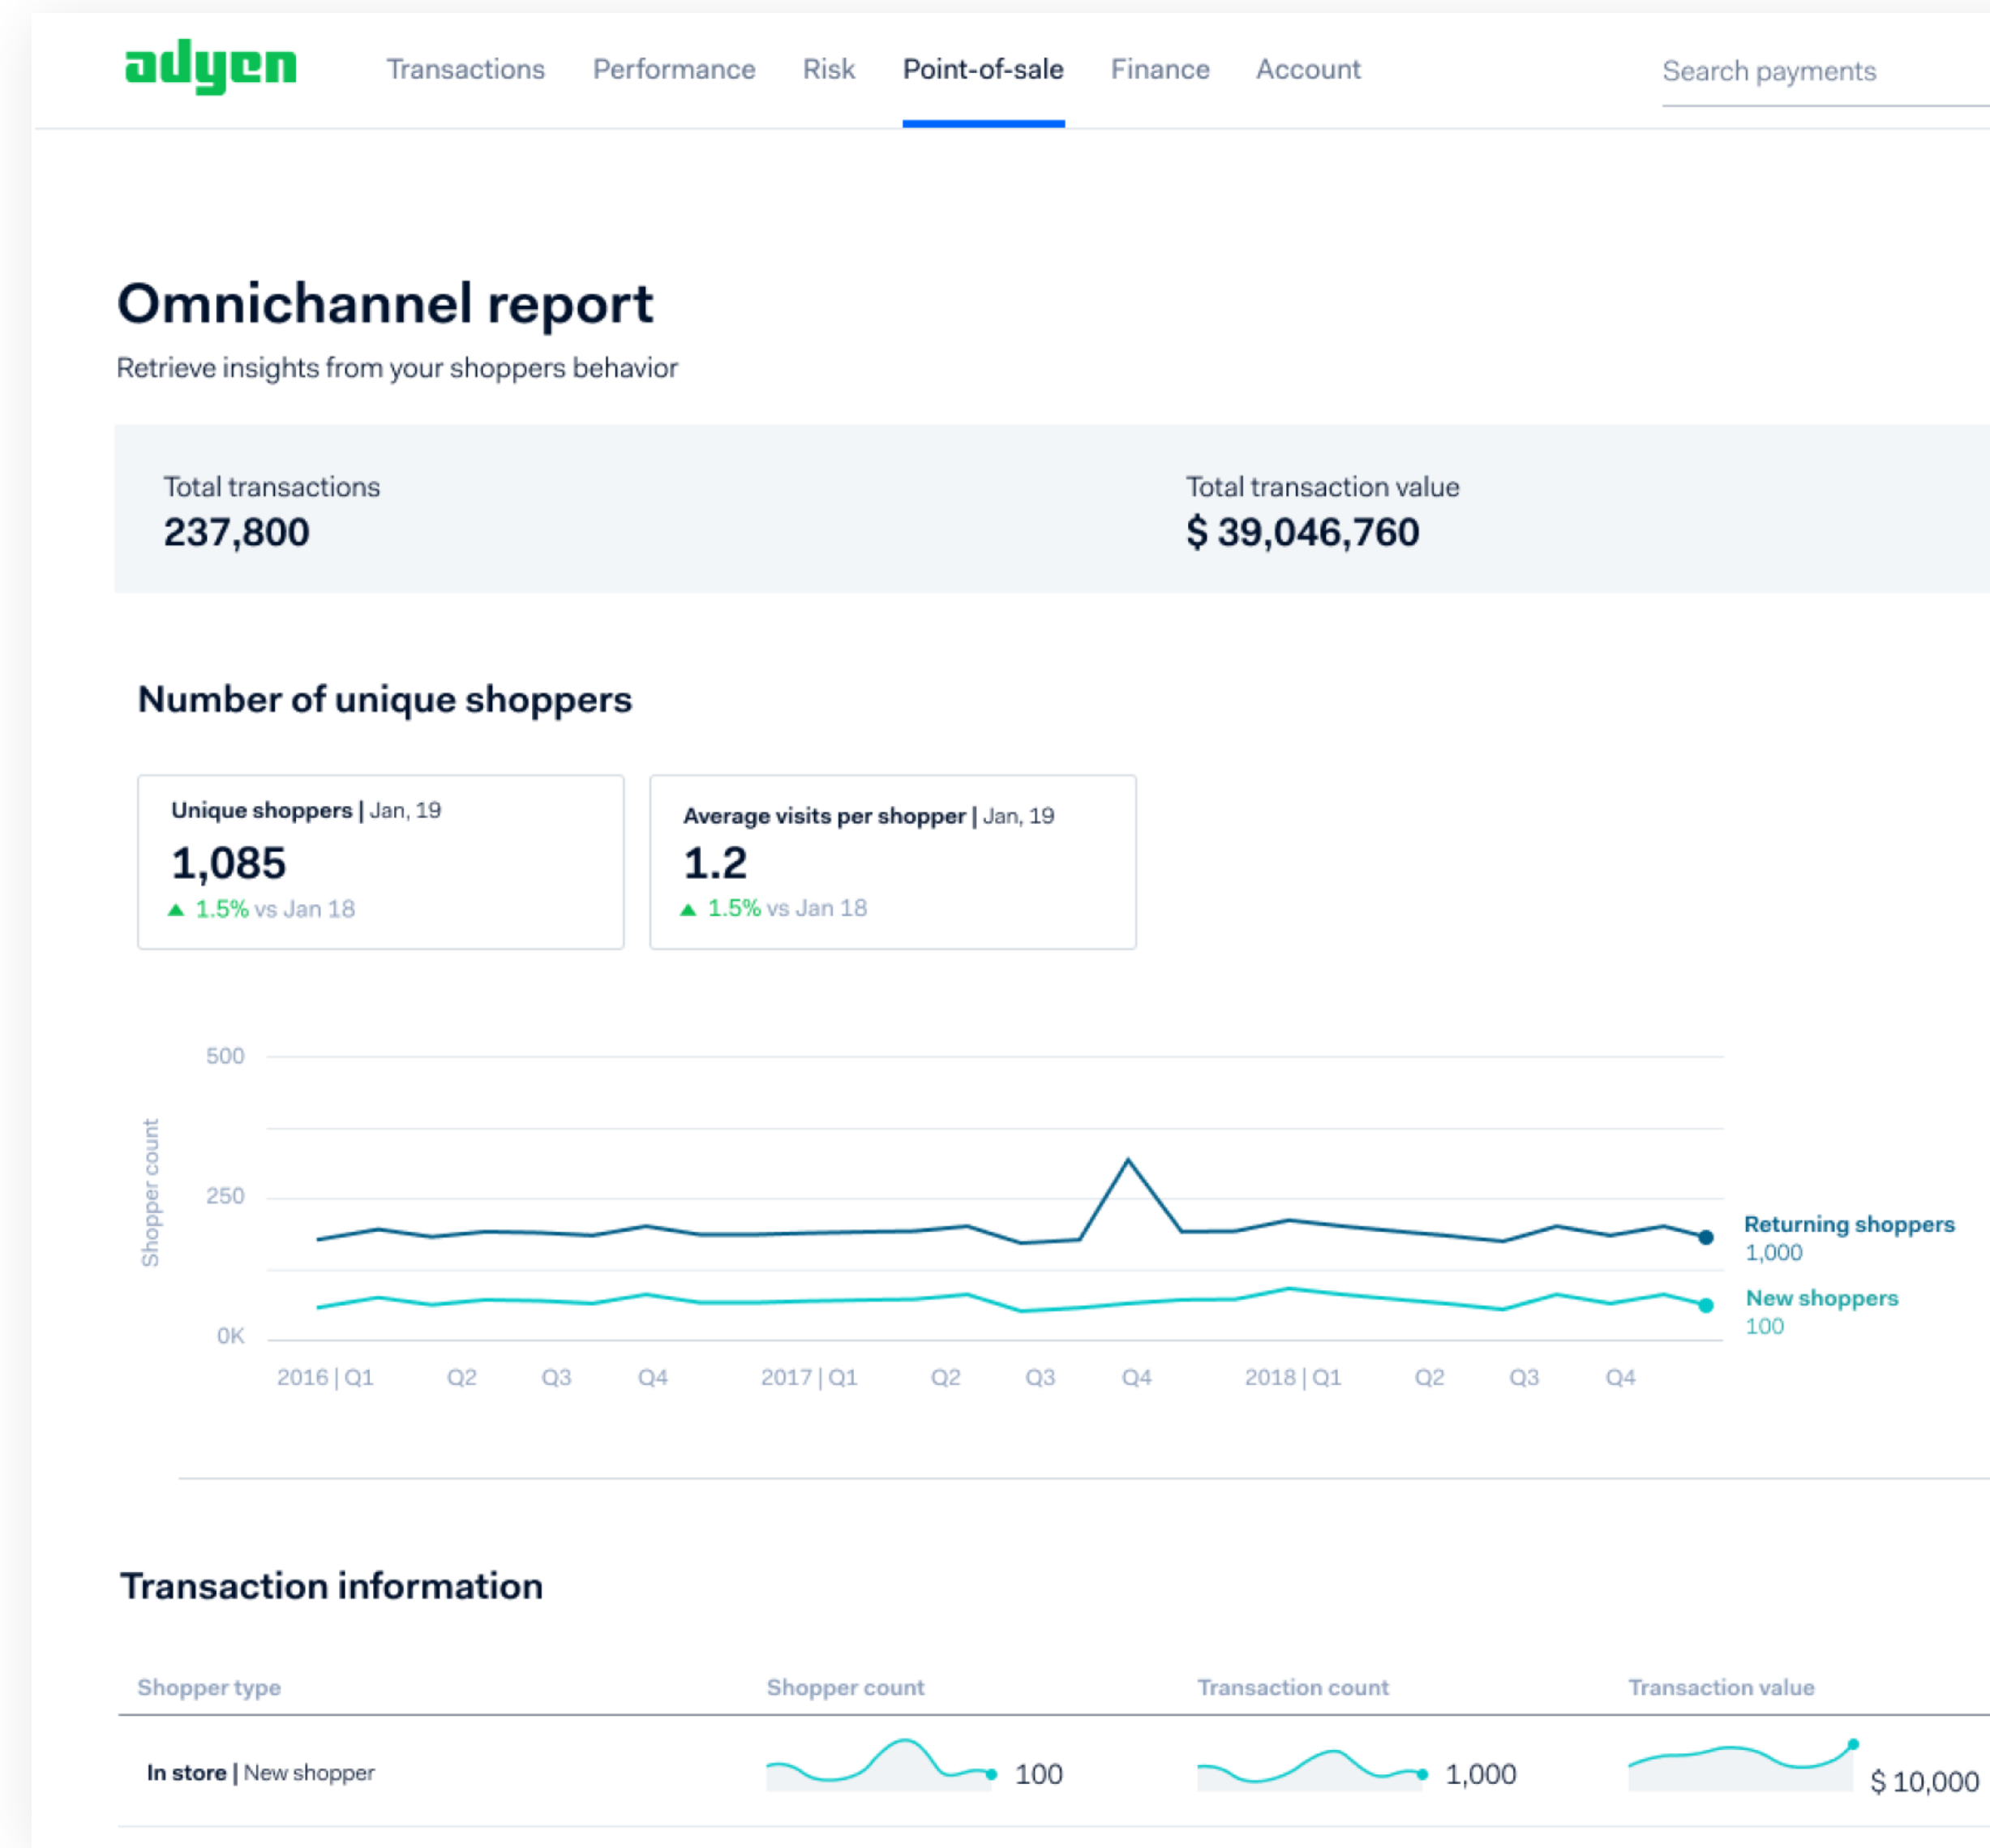 adyen Transactions Performance Risk Point-of-sale Finance Account Search payments
Omnichannel report
Retrieve insights from your shoppers behavior
Total transactions
237,800
Total transaction value
$ 39,046,760
Number of unique shoppers
Unique shoppers | Jan, 19
1,085
1.5% vs Jan 18
Average visits per shopper | Jan, 19
1.2
1.5% vs Jan 18
Shopper count
500
250
0K
2016 | Q1 Q2 Q3 Q4 2017 | Q1 Q2 Q3 Q4 2018 | Q1 Q2 Q3 Q4
Returning shoppers
1,000
New shoppers
100
Transaction information
Shopper type Shopper count Transaction count Transaction value
In store | New shopper 100 1,000 $ 10,000